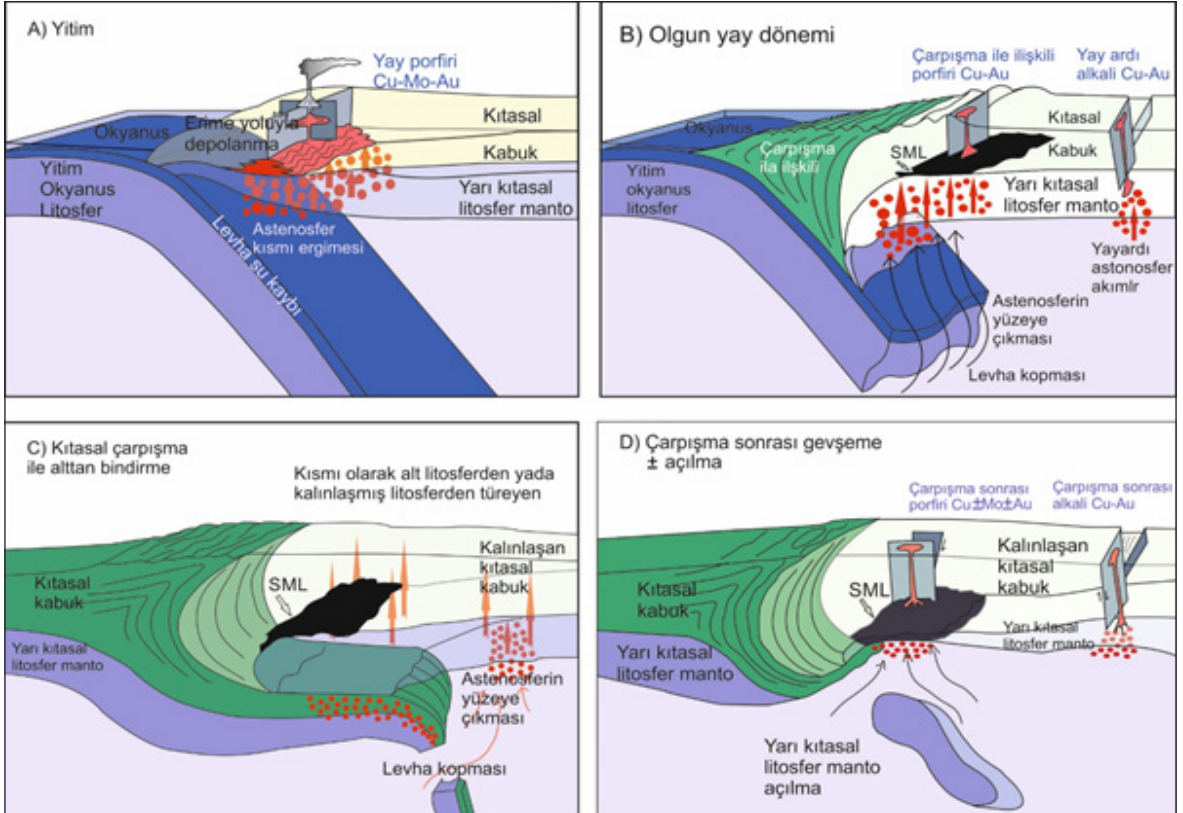 A) Yitim
Yay porfiri
Cu-Mo-Au
Okyanus
Erime yoluyla
depolanma
Kıtasal
Kabuk
Yitim
Okyanus
Litosfer
Yarı kıtasal
litosfer manto
Astenosfer
kısmı ergimesi
Levha su kaybı
B) Olgun yay dönemi
Çarpışma ile ilişkili
porfiri Cu-Au
Yay ardı
alkali Cu-Au
Okyanus
Kıtasal
Kabuk
SML
Çarpışma
ila ilişkili
Yitim
okyanus
litosfer
Yarı kıtasal
litosfer manto
Yayardı
astonosfer
akımlr
Astenosferin
yüzeye
çıkması
Levha kopması
C) Kıtasal çarpışma
ile alttan bindirme
Kısmı olarak alt litosferden yada
kalınlaşmış litosferden türeyen
Kıtasal
kabuk
SML
Kalınlaşan
kıtasal
kabuk
Yarı kıtasal
litosfer manto
Astenosferin
yüzeye
çıkması
Levha kopması
D) Çarpışma sonrası gevşeme
± açılma
Çarpışma sonrası
porfiri Cu±Mo±Au
Çarpışma sonrası
alkali Cu-Au
Kıtasal
kabuk
SML
Kalınlaşan
kıtasal
kabuk
Yarı kıtasal
litosfer manto
Yarı kıtasal
litosfer manto
Yarı kıtasal
litosfer manto
açılma